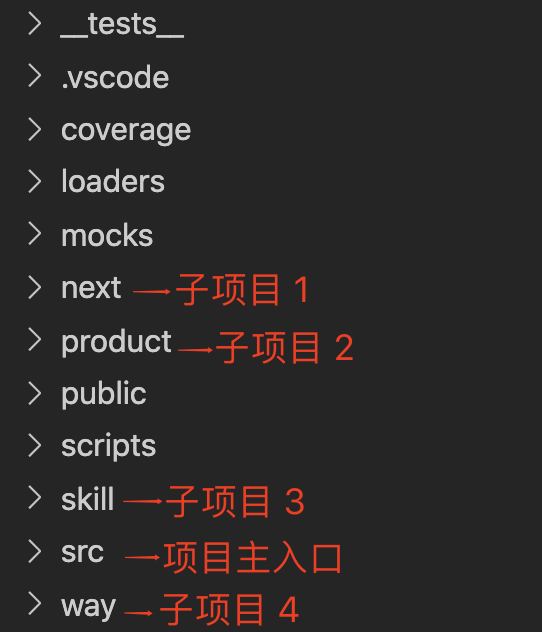 __tests__
.vscode
coverage
loaders
mocks
next 子项目 1
product 子项目 2
public
scripts
skill 子项目 3
src 项目主入口
way 子项目 4